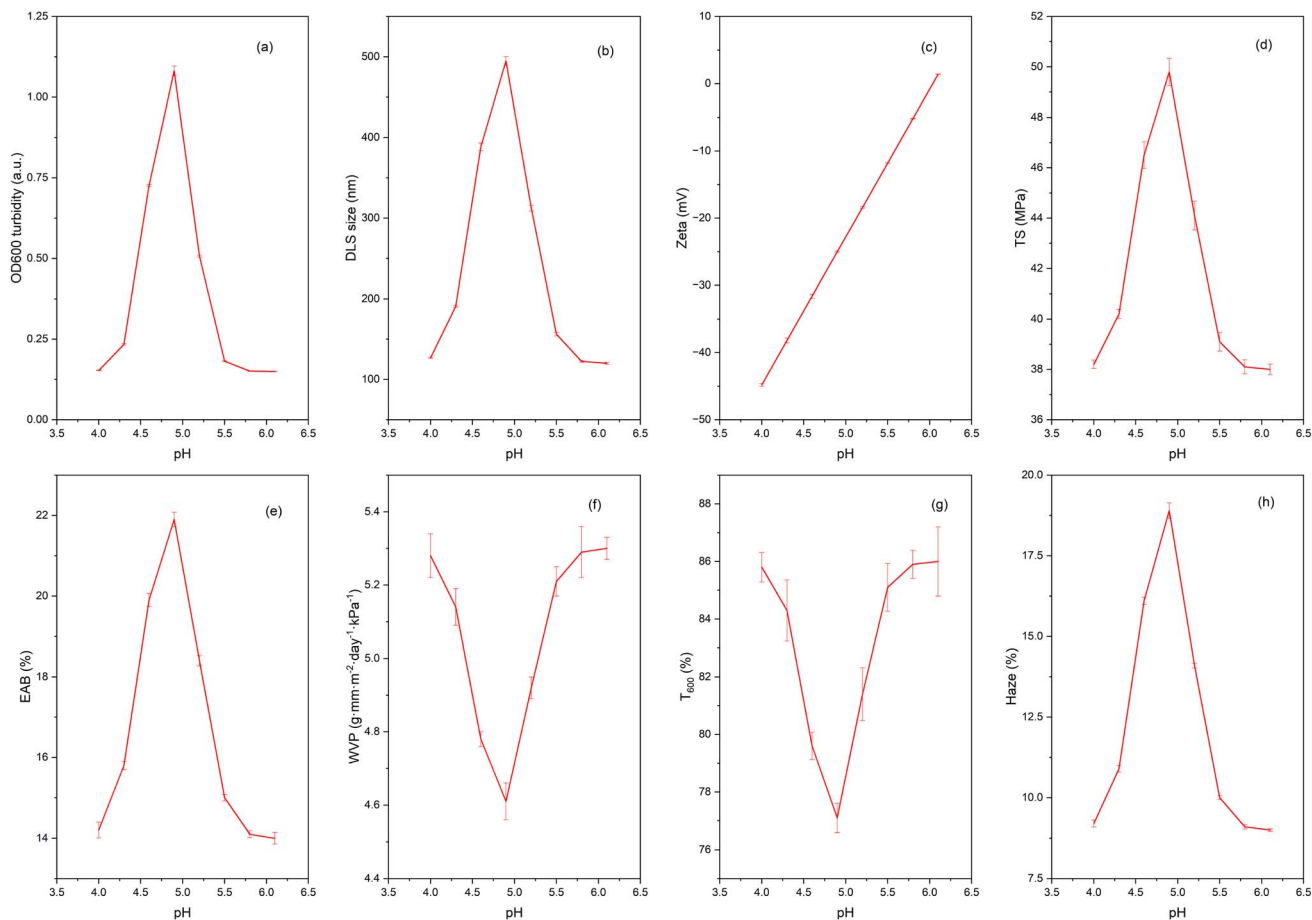 1.25
1.00
0.75
0.50
0.25
0.00
OD600 turbidity (a.u.)
(a)
3.5 4.0 4.5 5.0 5.5 6.0 6.5
pH
500
400
300
200
100
DLS size (nm)
(b)
3.5 4.0 4.5 5.0 5.5 6.0 6.5
pH
10
0
−10
−20
−30
−40
−50
Zeta (mV)
(c)
3.5 4.0 4.5 5.0 5.5 6.0 6.5
pH
52
50
48
46
44
42
40
38
36
TS (MPa)
(d)
3.5 4.0 4.5 5.0 5.5 6.0 6.5
pH
22
20
18
16
14
EAB (%)
(e)
3.5 4.0 4.5 5.0 5.5 6.0 6.5
pH
5.4
5.2
5.0
4.8
4.6
4.4
WVP (g·mm·m⁻²·day⁻¹·kPa⁻¹)
(f)
3.5 4.0 4.5 5.0 5.5 6.0 6.5
pH
88
86
84
82
80
78
76
T₆₀₀ (%)
(g)
3.5 4.0 4.5 5.0 5.5 6.0 6.5
pH
20.0
17.5
15.0
12.5
10.0
7.5
Haze (%)
(h)
3.5 4.0 4.5 5.0 5.5 6.0 6.5
pH